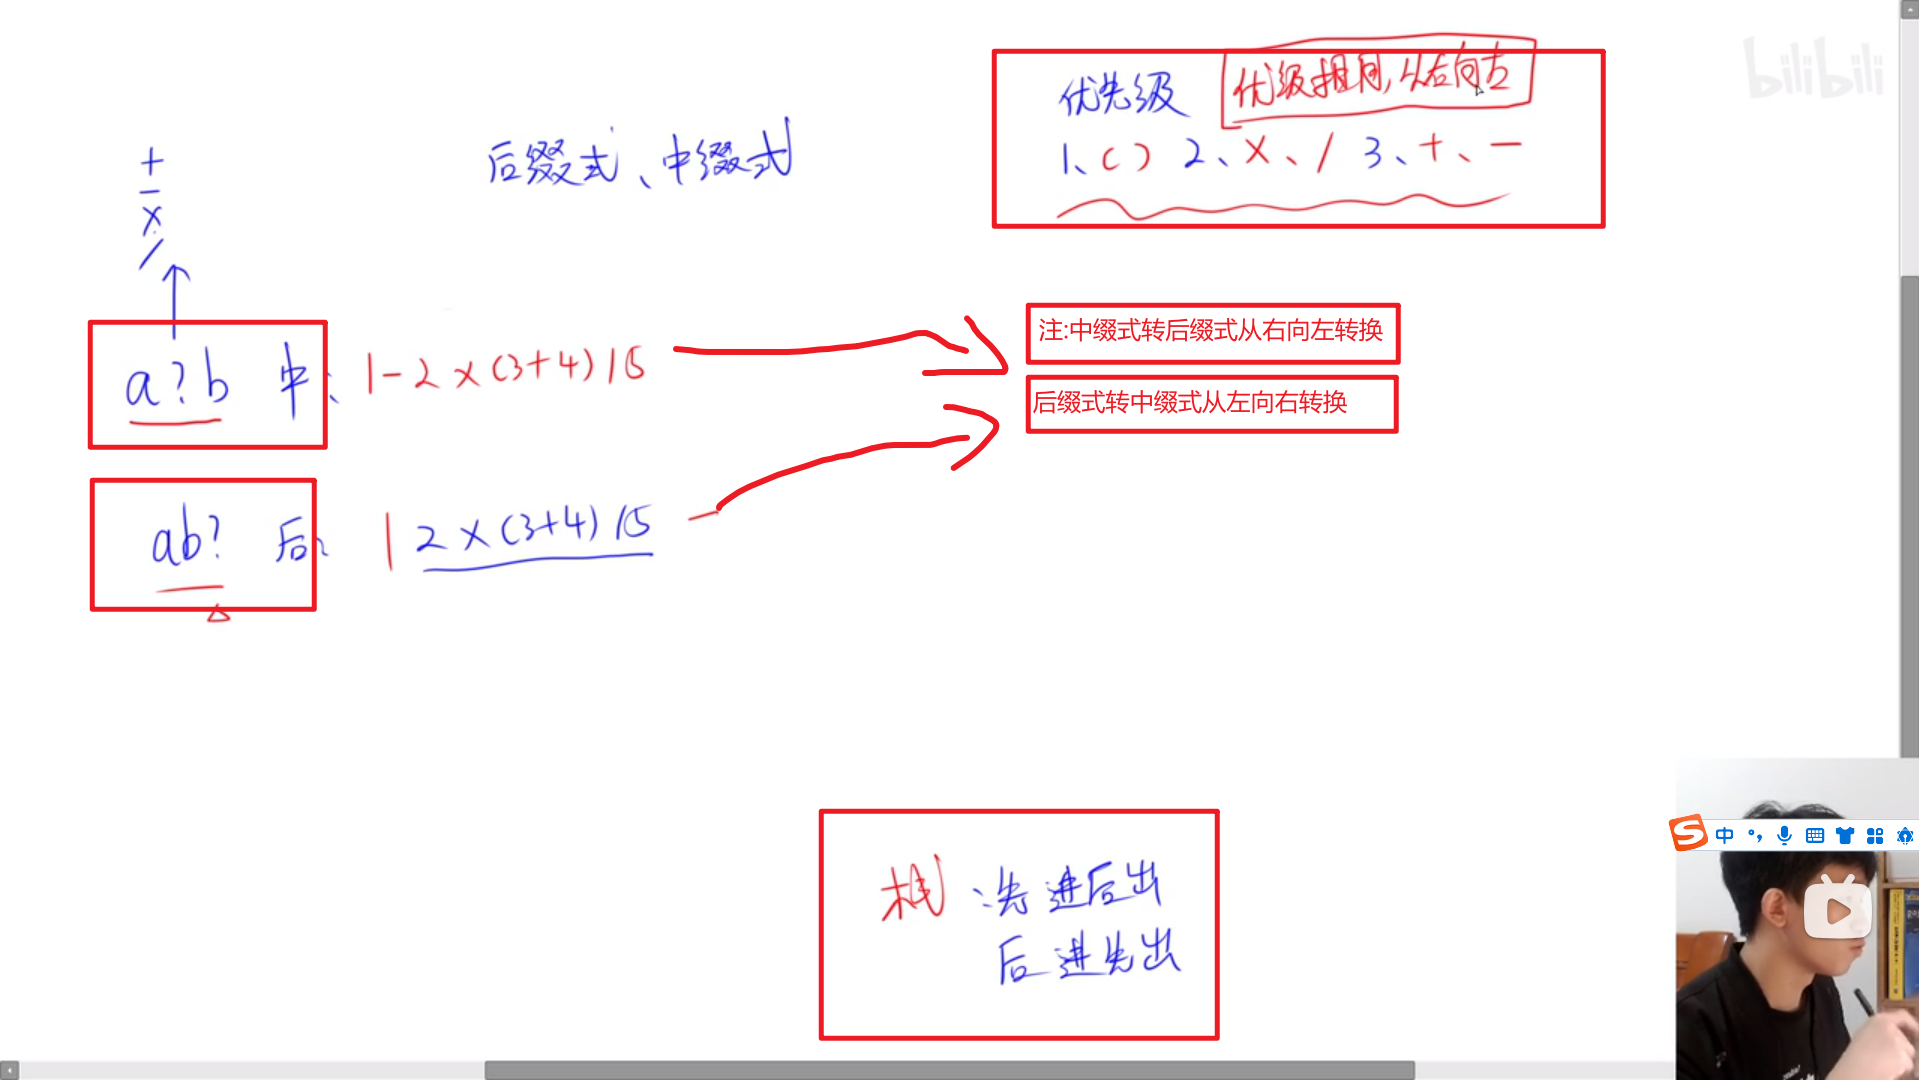 bilibili
优先级 优级相同,从右向左
1、() 2、×、/ 3、+、-
后缀式、中缀式
+
-
×
/
a?b 中: 1-2×(3+4)/5
注:中缀式转后缀式从右向左转换
后缀式转中缀式从左向右转换
ab? 后: 1 2×(3+4)/5 -
栈:先进后出
后进先出
中